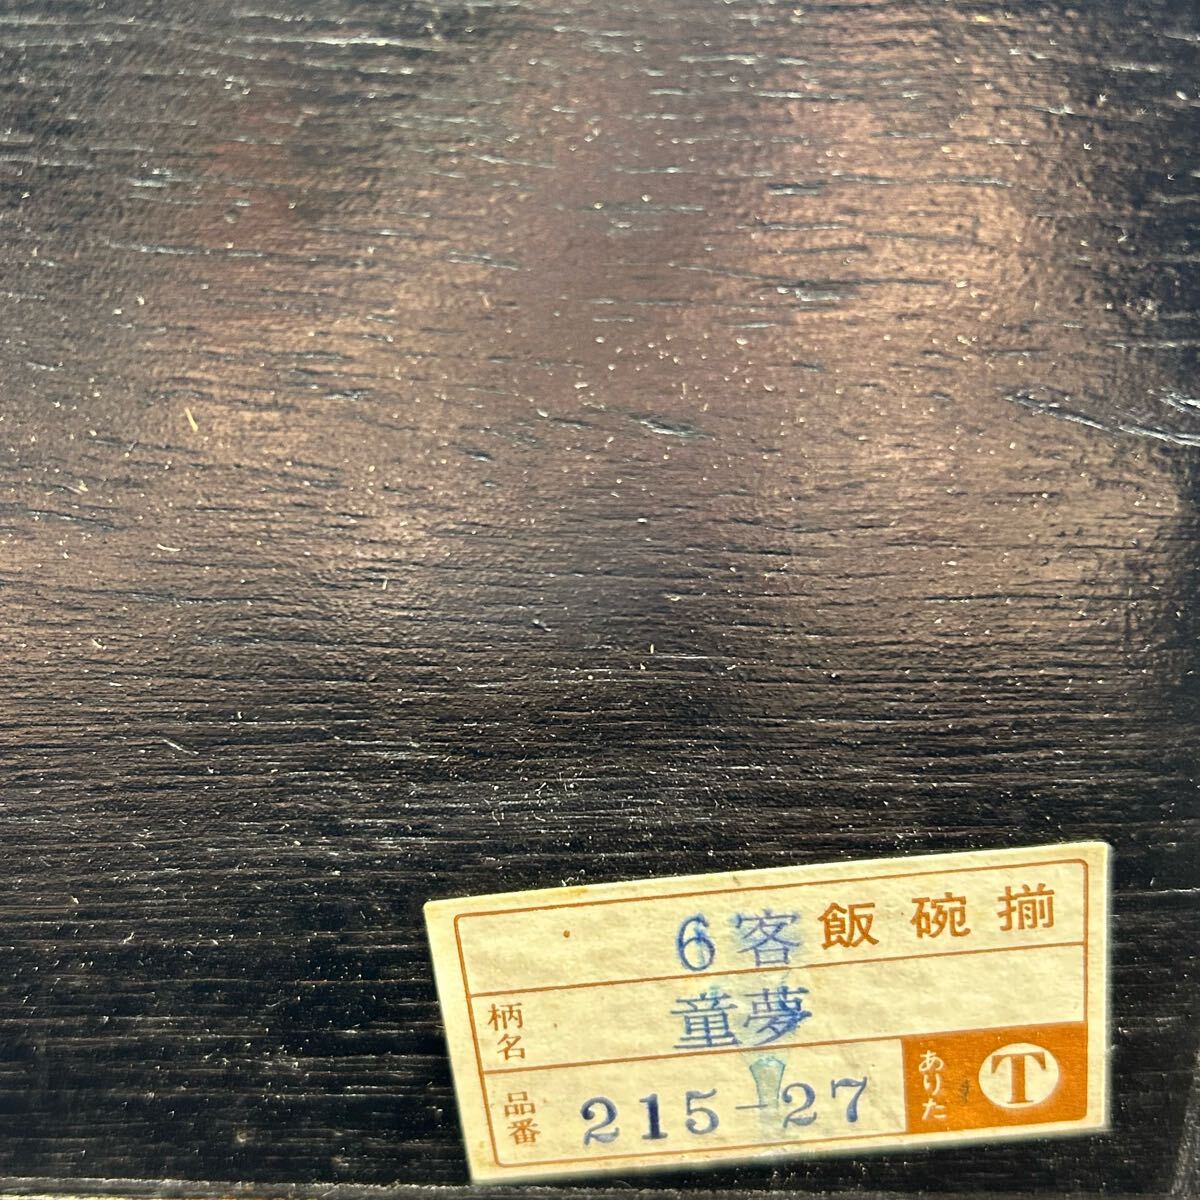 6客飯碗揃
柄名 童夢
品番 215-27
ありた
T